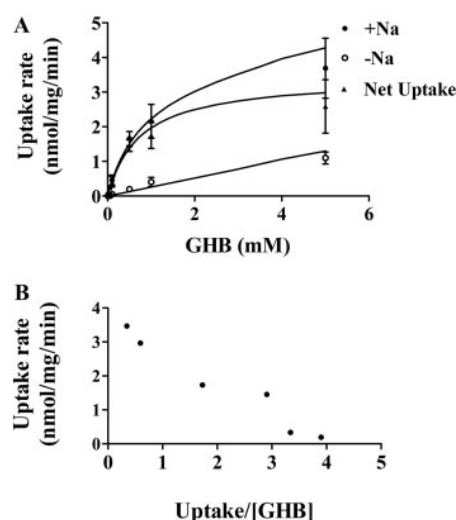 A
Uptake rate
(nmol/mg/min)
5
4
3
2
1
0
0 2 4 6
GHB (mM)
+Na
-Na
Net Uptake
B
Uptake rate
(nmol/mg/min)
4
3
2
1
0
0 1 2 3 4 5
Uptake/[GHB]